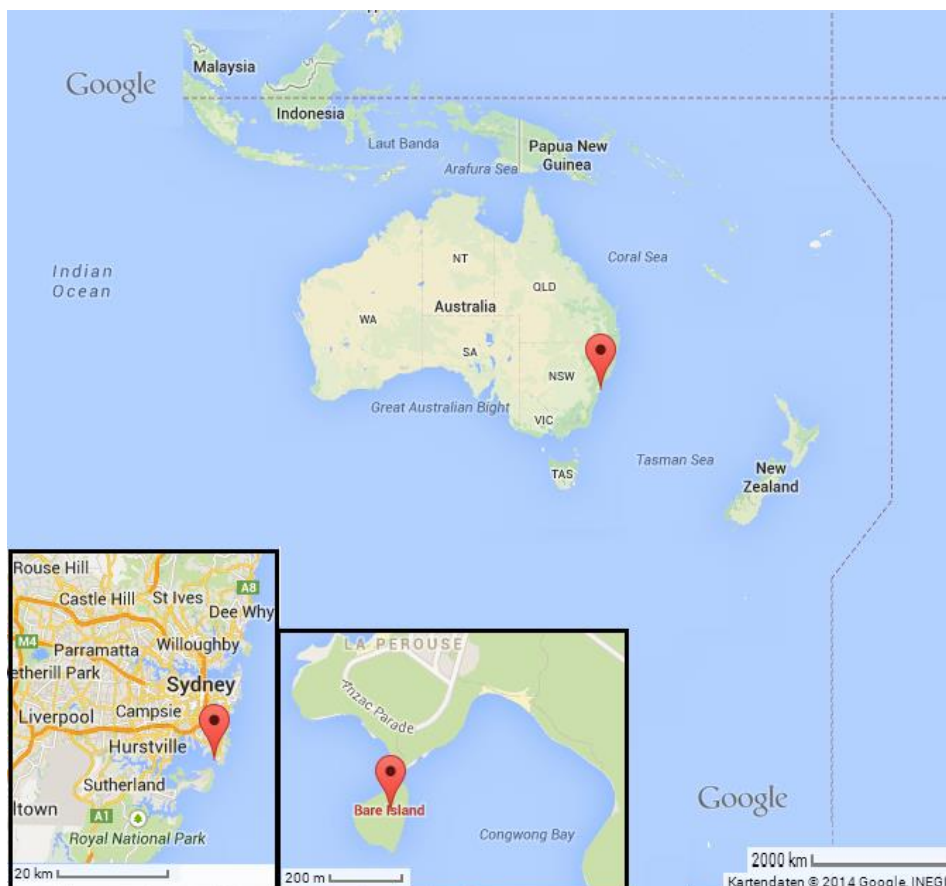 Malaysia
Google
Indonesia
Laut Banda
Papua New
Guinea
Arafura Sea
Indian
Ocean
Coral Sea
NT
QLD
Australia
WA
SA
NSW
Great Australian Bight
VIC
Tasman Sea
TAS
New
Zealand
Rouse Hill
Castle Hill
St Ives
A8
Dee Why
M4
Parramatta
Willoughby
etherill Park
Sydney
Liverpool
Campsie
Hurstville
Sutherland
ltown
A1
Royal National Park
20 km
LA PEROUSE
Anzac Parade
Bare Island
Congwong Bay
200 m
Google
2000 km
Kartendaten © 2014 Google, INEGI